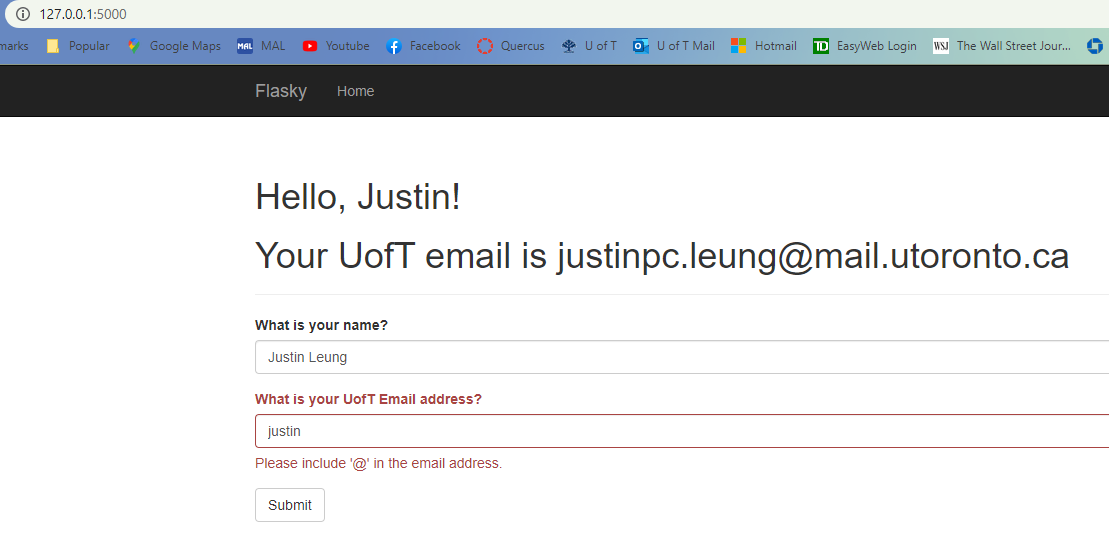 127.0.0.1:5000
marks Popular Google Maps MAL MAL Youtube Facebook Quercus U of T U of T Mail Hotmail TD EasyWeb Login WSJ The Wall Street Jour...
Flasky Home
Hello, Justin!
Your UofT email is justinpc.leung@mail.utoronto.ca
What is your name?
Justin Leung
What is your UofT Email address?
justin
Please include '@' in the email address.
Submit